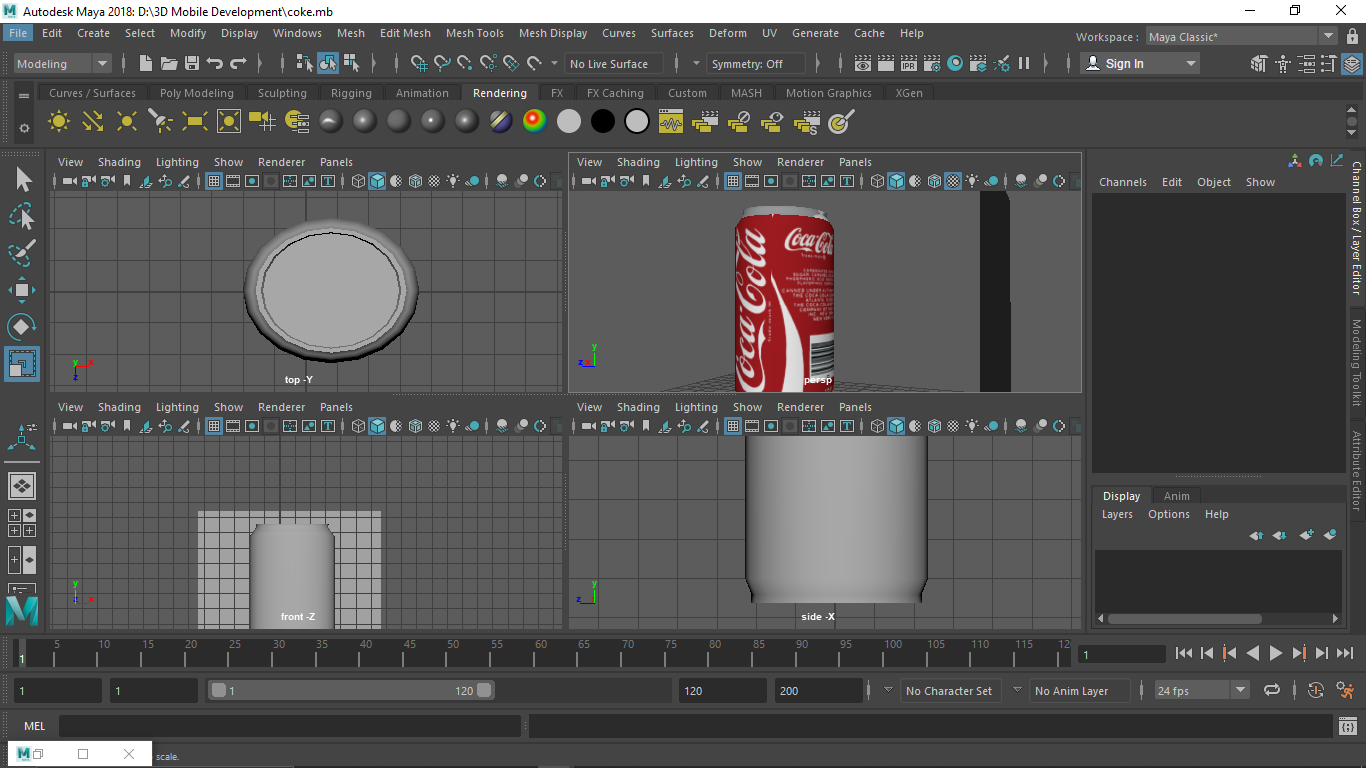 Autodesk Maya 2018: D:\3D Mobile Development\coke.mb
File Edit Create Select Modify Display Windows Mesh Edit Mesh Mesh Tools Mesh Display Curves Surfaces Deform UV Generate Cache Help
Workspace : Maya Classic*
Modeling No Live Surface Symmetry: Off IPR Sign In
Curves / Surfaces Poly Modeling Sculpting Rigging Animation Rendering FX FX Caching Custom MASH Motion Graphics XGen
View Shading Lighting Show Renderer Panels
View Shading Lighting Show Renderer Panels
Channels Edit Object Show
Channel Box / Layer Editor
Modeling Toolkit
Attribute Editor
Coca-Cola
Coca-Cola
y x z
top -Y
y z x
persp
View Shading Lighting Show Renderer Panels
View Shading Lighting Show Renderer Panels
Display Anim
Layers Options Help
y z x
front -Z
y z
side -X
5 10 15 20 25 30 35 40 45 50 55 60 65 70 75 80 85 90 95 100 105 110 115 12
1
1
1 1 1 120 120 200 No Character Set No Anim Layer 24 fps
MEL
scale.